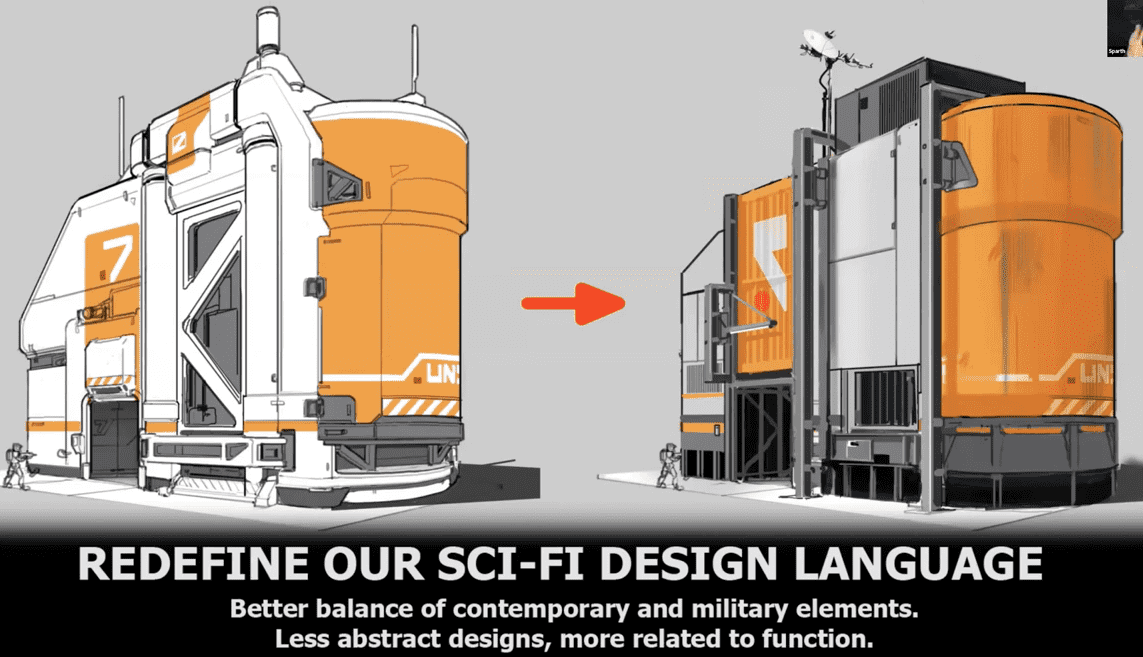 Sparth
7
Z
UN
UN
REDEFINE OUR SCI-FI DESIGN LANGUAGE
Better balance of contemporary and military elements.
Less abstract designs, more related to function.